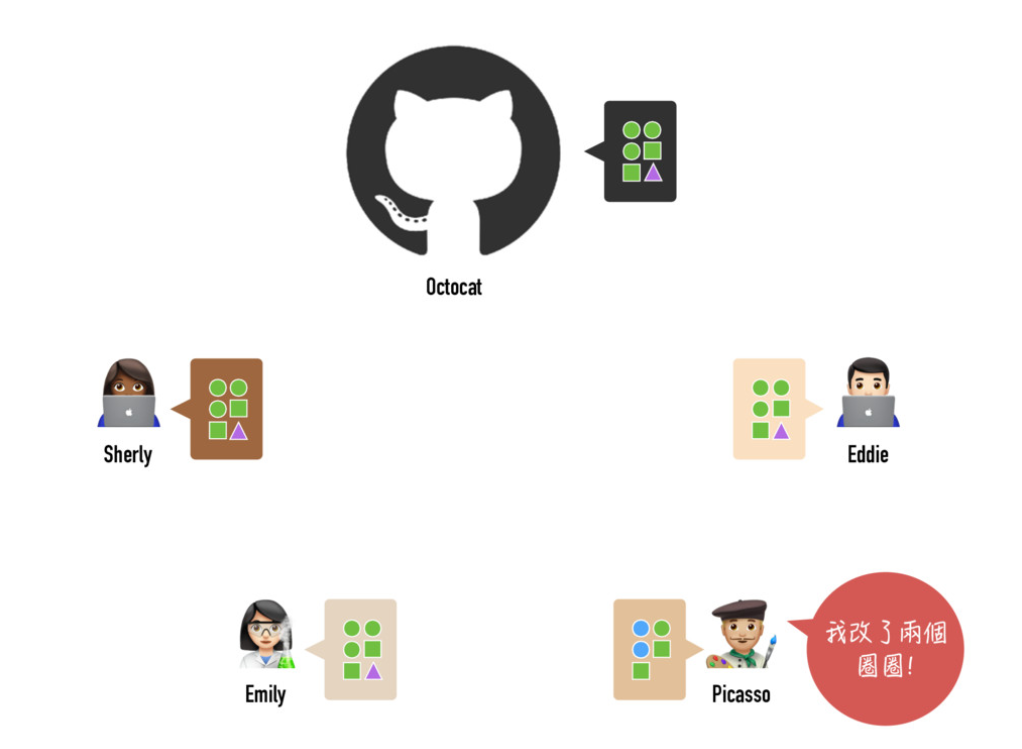 Octocat
Sherly
Eddie
Emily
Picasso
我改了兩個
圈圈!